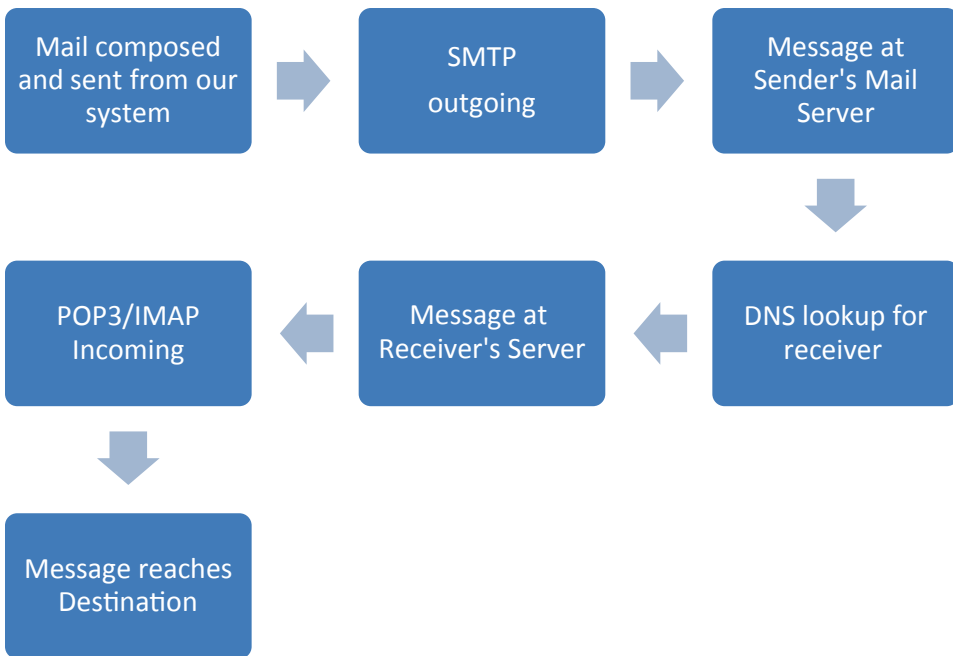 Mail composed
and sent from our
system
SMTP
outgoing
Message at
Sender's Mail
Server
DNS lookup for
receiver
Message at
Receiver's Server
POP3/IMAP
Incoming
Message reaches
Destination